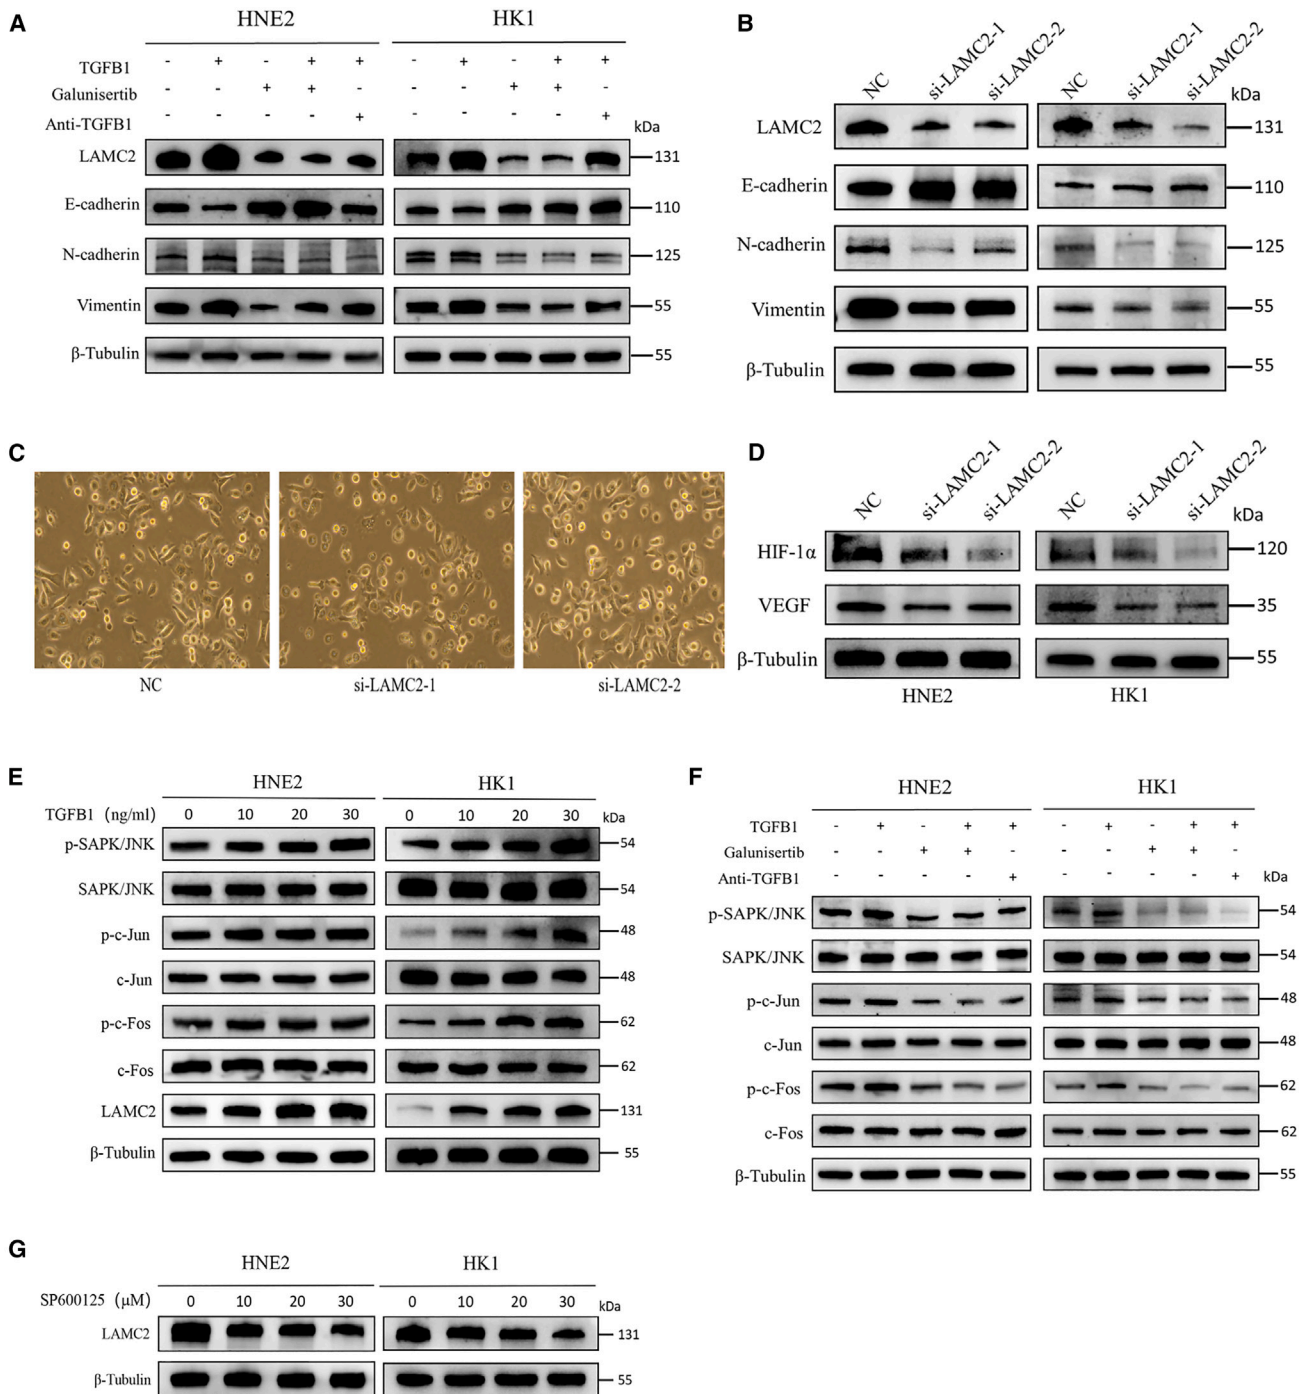 A
HNE2 HK1
TGFB1 - + - + + - + - + +
Galunisertib - - + + - - - + + -
Anti-TGFB1 - - - - + - - - - +
kDa
LAMC2 131
E-cadherin 110
N-cadherin 125
Vimentin 55
β-Tubulin 55
B
NC si-LAMC2-1 si-LAMC2-2 NC si-LAMC2-1 si-LAMC2-2
kDa
LAMC2 131
E-cadherin 110
N-cadherin 125
Vimentin 55
β-Tubulin 55
C
NC si-LAMC2-1 si-LAMC2-2
D
NC si-LAMC2-1 si-LAMC2-2 NC si-LAMC2-1 si-LAMC2-2
kDa
HIF-1α 120
VEGF 35
β-Tubulin 55
HNE2 HK1
E
HNE2 HK1
TGFB1 (ng/ml) 0 10 20 30 0 10 20 30 kDa
p-SAPK/JNK 54
SAPK/JNK 54
p-c-Jun 48
c-Jun 48
p-c-Fos 62
c-Fos 62
LAMC2 131
β-Tubulin 55
F
HNE2 HK1
TGFB1 - + - + + - + - + +
Galunisertib - - + + - - - + + -
Anti-TGFB1 - - - - + - - - - + kDa
p-SAPK/JNK 54
SAPK/JNK 54
p-c-Jun 48
c-Jun 48
p-c-Fos 62
c-Fos 62
β-Tubulin 55
G
HNE2 HK1
SP600125 (μM) 0 10 20 30 0 10 20 30 kDa
LAMC2 131
β-Tubulin 55